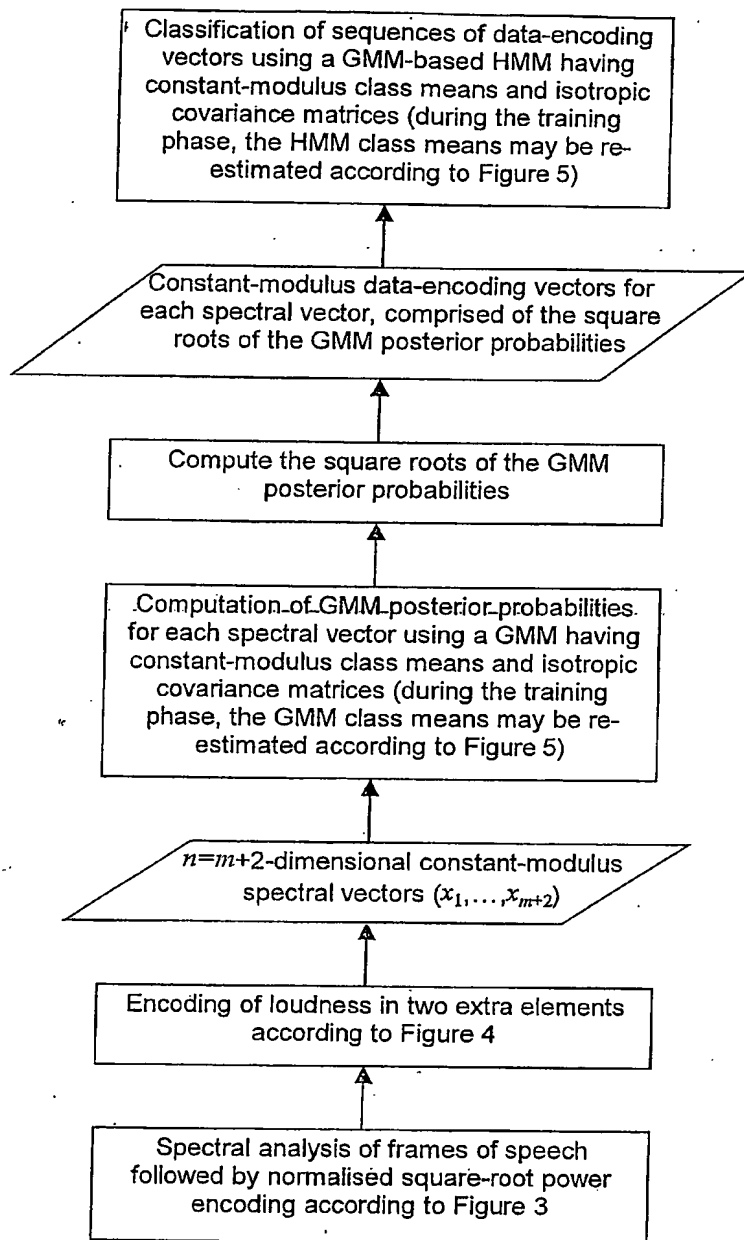 Classification of sequences of data-encoding
vectors using a GMM-based HMM having
constant-modulus class means and isotropic
covariance matrices (during the training
phase, the HMM class means may be re-
estimated according to Figure 5)
Constant-modulus data-encoding vectors for
each spectral vector, comprised of the square
roots of the GMM posterior probabilities
Compute the square roots of the GMM
posterior probabilities
Computation of GMM posterior probabilities
for each spectral vector using a GMM having
constant-modulus class means and isotropic
covariance matrices (during the training
phase, the GMM class means may be re-
estimated according to Figure 5)
n=m+2-dimensional constant-modulus
spectral vectors (x₁,...,xₘ₊₂)
Encoding of loudness in two extra elements
according to Figure 4
Spectral analysis of frames of speech
followed by normalised square-root power
encoding according to Figure 3